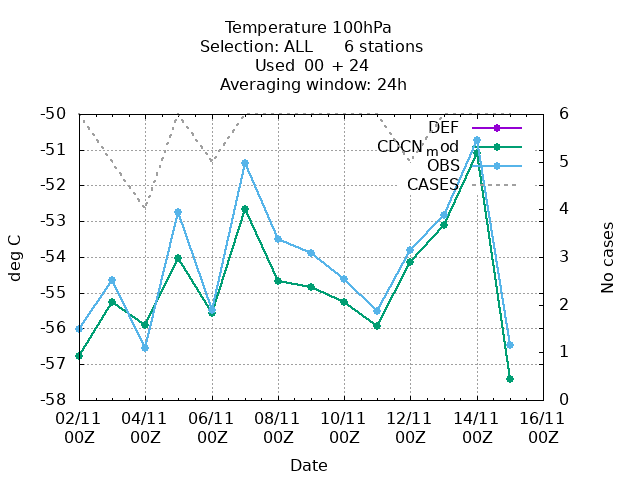 Temperature 100hPa
Selection: ALL 6 stations
Used 00 + 24
Averaging window: 24h
-50
-51
-52
-53
-54
-55
-56
-57
-58
6
5
4
3
2
1
0
DEF
CDCN_mod
OBS
CASES
deg C
No cases
02/11 04/11 06/11 08/11 10/11 12/11 14/11 16/11
00Z 00Z 00Z 00Z 00Z 00Z 00Z 00Z
Date